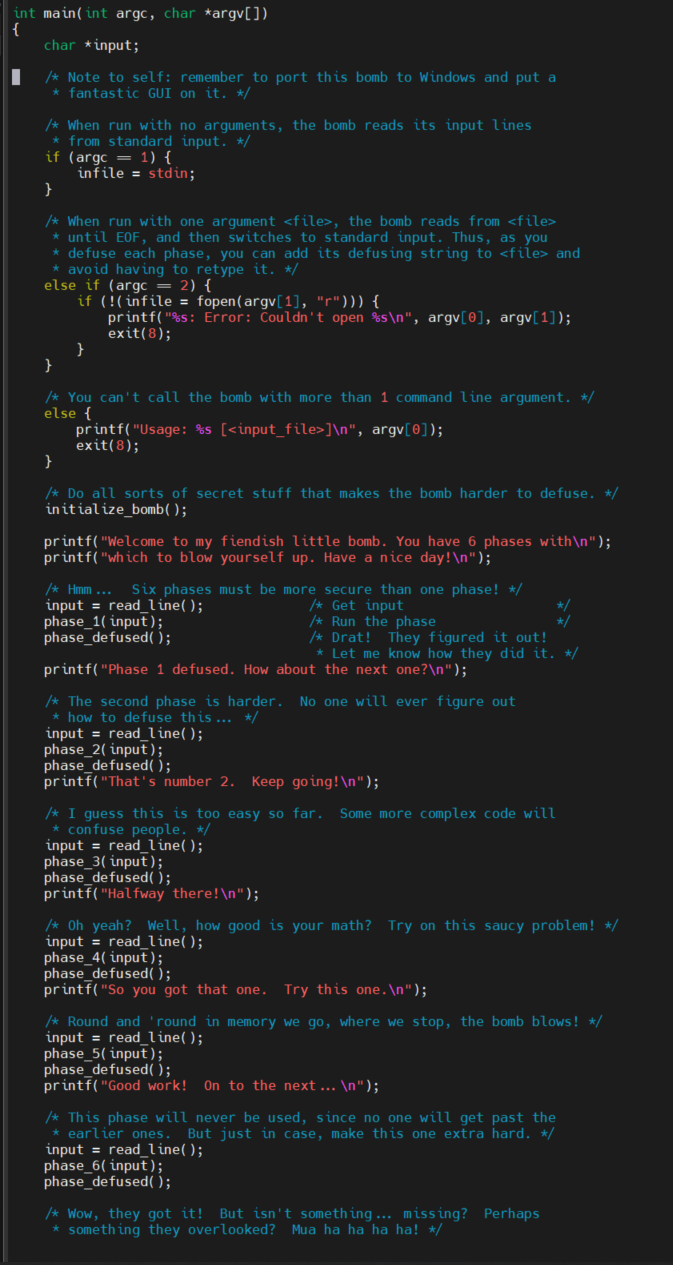 int main(int argc, char *argv[])
{
    char *input;

    /* Note to self: remember to port this bomb to Windows and put a
     * fantastic GUI on it. */

    /* When run with no arguments, the bomb reads its input lines
     * from standard input. */
    if (argc == 1) {
        infile = stdin;
    }

    /* When run with one argument <file>, the bomb reads from <file>
     * until EOF, and then switches to standard input. Thus, as you
     * defuse each phase, you can add its defusing string to <file> and
     * avoid having to retype it. */
    else if (argc == 2) {
        if (!(infile = fopen(argv[1], "r"))) {
            printf("%s: Error: Couldn't open %s\n", argv[0], argv[1]);
            exit(8);
        }
    }

    /* You can't call the bomb with more than 1 command line argument. */
    else {
        printf("Usage: %s [<input_file>]\n", argv[0]);
        exit(8);
    }

    /* Do all sorts of secret stuff that makes the bomb harder to defuse. */
    initialize_bomb();

    printf("Welcome to my fiendish little bomb. You have 6 phases with\n");
    printf("which to blow yourself up. Have a nice day!\n");

    /* Hmm...  Six phases must be more secure than one phase! */
    input = read_line();             /* Get input                   */
    phase_1(input);                  /* Run the phase               */
    phase_defused();                 /* Drat!  They figured it out!
                                      * Let me know how they did it. */
    printf("Phase 1 defused. How about the next one?\n");

    /* The second phase is harder.  No one will ever figure out
     * how to defuse this... */
    input = read_line();
    phase_2(input);
    phase_defused();
    printf("That's number 2.  Keep going!\n");

    /* I guess this is too easy so far.  Some more complex code will
     * confuse people. */
    input = read_line();
    phase_3(input);
    phase_defused();
    printf("Halfway there!\n");

    /* Oh yeah?  Well, how good is your math?  Try on this saucy problem! */
    input = read_line();
    phase_4(input);
    phase_defused();
    printf("So you got that one.  Try this one.\n");

    /* Round and 'round in memory we go, where we stop, the bomb blows! */
    input = read_line();
    phase_5(input);
    phase_defused();
    printf("Good work!  On to the next...\n");

    /* This phase will never be used, since no one will get past the
     * earlier ones.  But just in case, make this one extra hard. */
    input = read_line();
    phase_6(input);
    phase_defused();

    /* Wow, they got it!  But isn't something... missing?  Perhaps
     * something they overlooked?  Mua ha ha ha ha! */